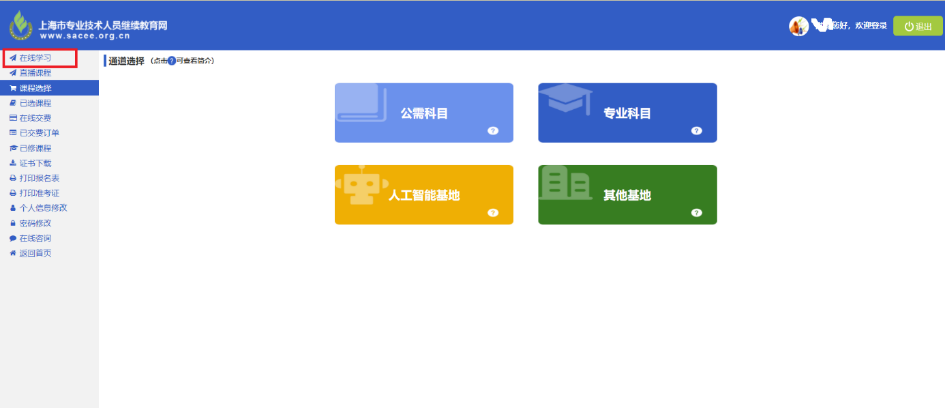 上海市专业技术人员继续教育网
www.sacee.org.cn
您好，欢迎登录
退出
在线学习
直播课程
课程选择
已选课程
在线交费
已交费订单
已修课程
证书下载
打印报名表
打印准考证
个人信息修改
密码修改
在线咨询
返回首页
通道选择 (点击?可查看简介)
公需科目
?
专业科目
?
人工智能基地
?
其他基地
?